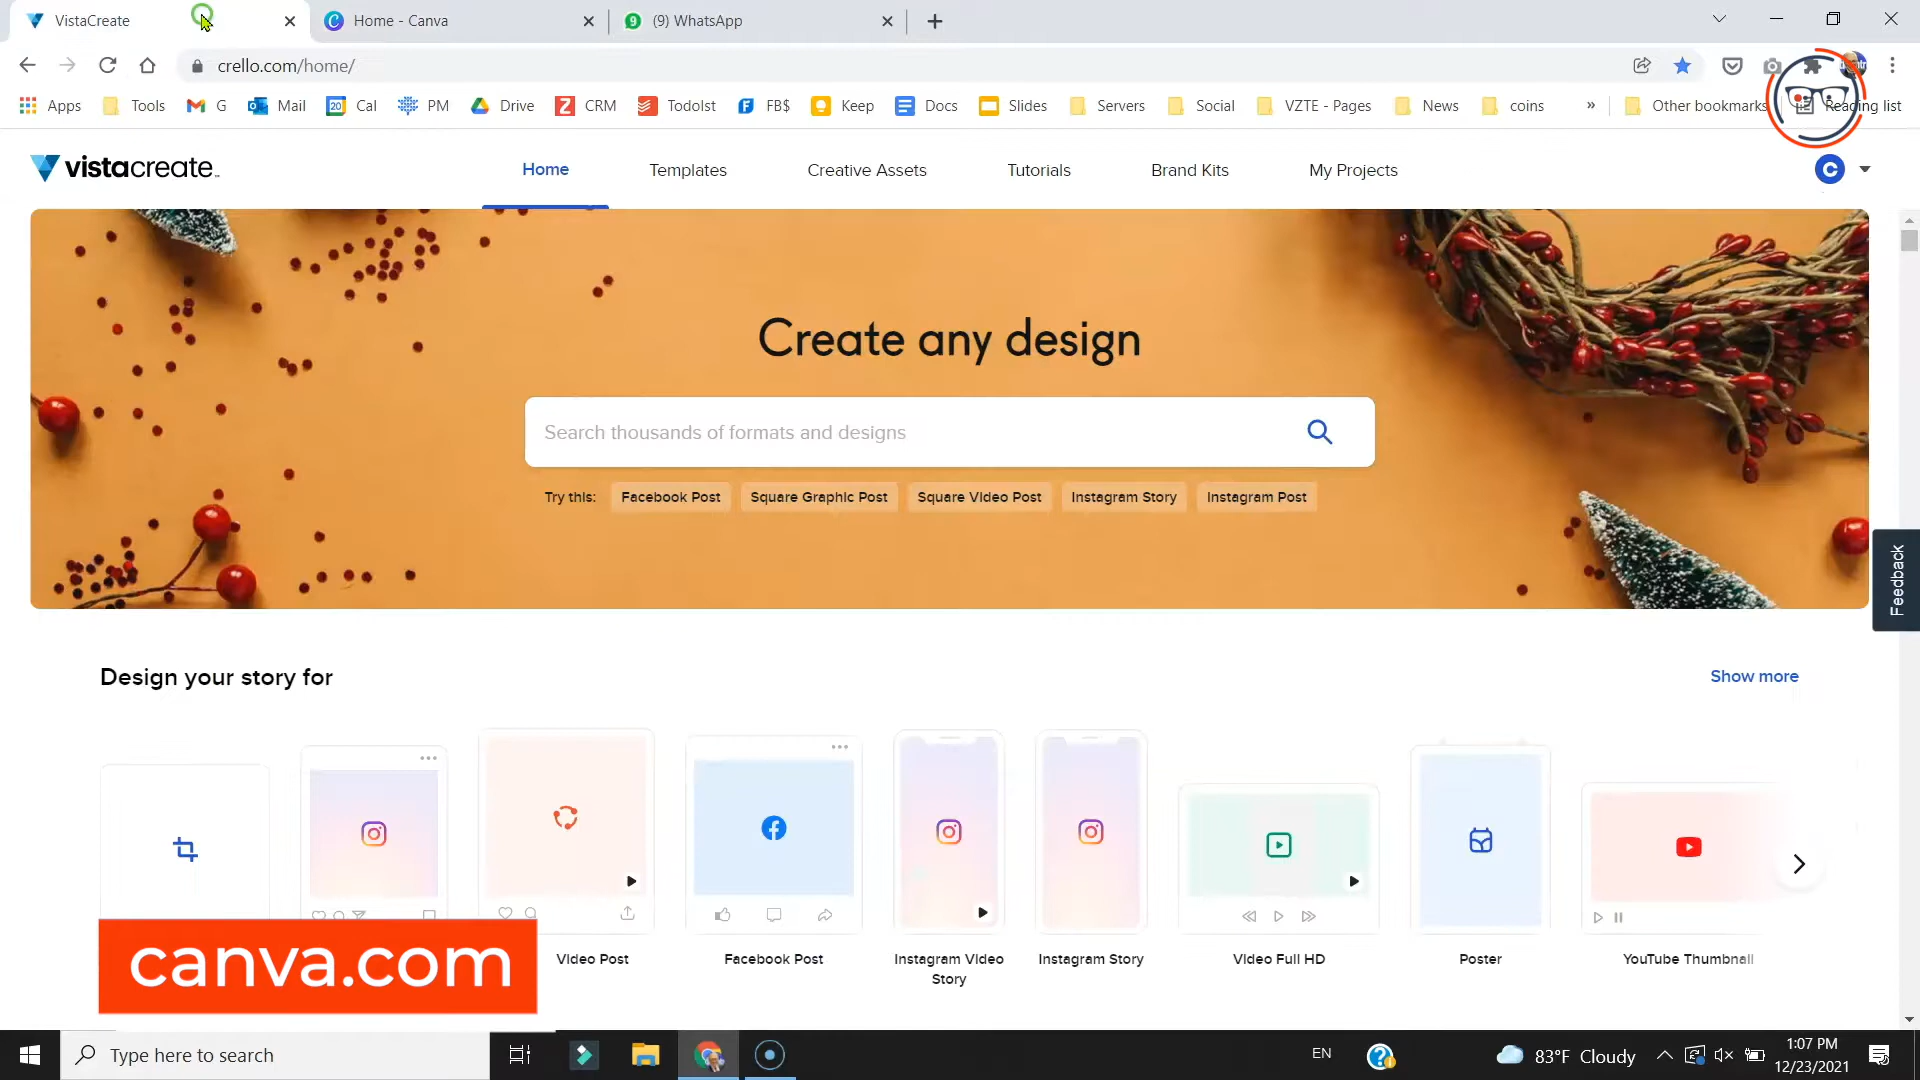 VistaCreate
Home - Canva
(9) WhatsApp
crello.com/home/
Apps Tools G Mail Cal PM Drive CRM TodoIst FB$ Keep Docs Slides Servers Social VZTE - Pages News coins » Other bookmarks Reading list
vistacreate
Home Templates Creative Assets Tutorials Brand Kits My Projects
C
Create any design
Search thousands of formats and designs
Try this: Facebook Post Square Graphic Post Square Video Post Instagram Story Instagram Post
Feedback
Design your story for
Show more
Video Post
Facebook Post
Instagram Video Story
Instagram Story
Video Full HD
Poster
YouTube Thumbnail
canva.com
Type here to search
EN
83°F Cloudy
1:07 PM
12/23/2021